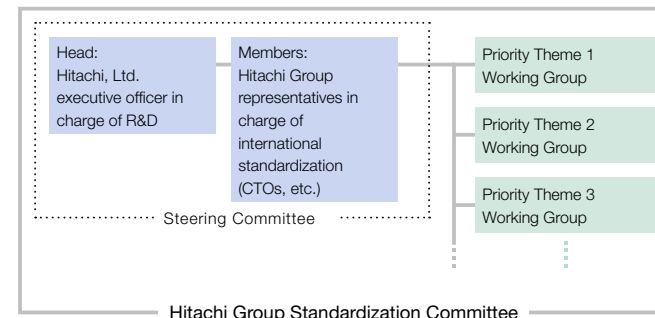 Head:
Hitachi, Ltd.
executive officer in
charge of R&D
Members:
Hitachi Group
representatives in
charge of
international
standardization
(CTOs, etc.)
Steering Committee
Priority Theme 1
Working Group
Priority Theme 2
Working Group
Priority Theme 3
Working Group
Hitachi Group Standardization Committee